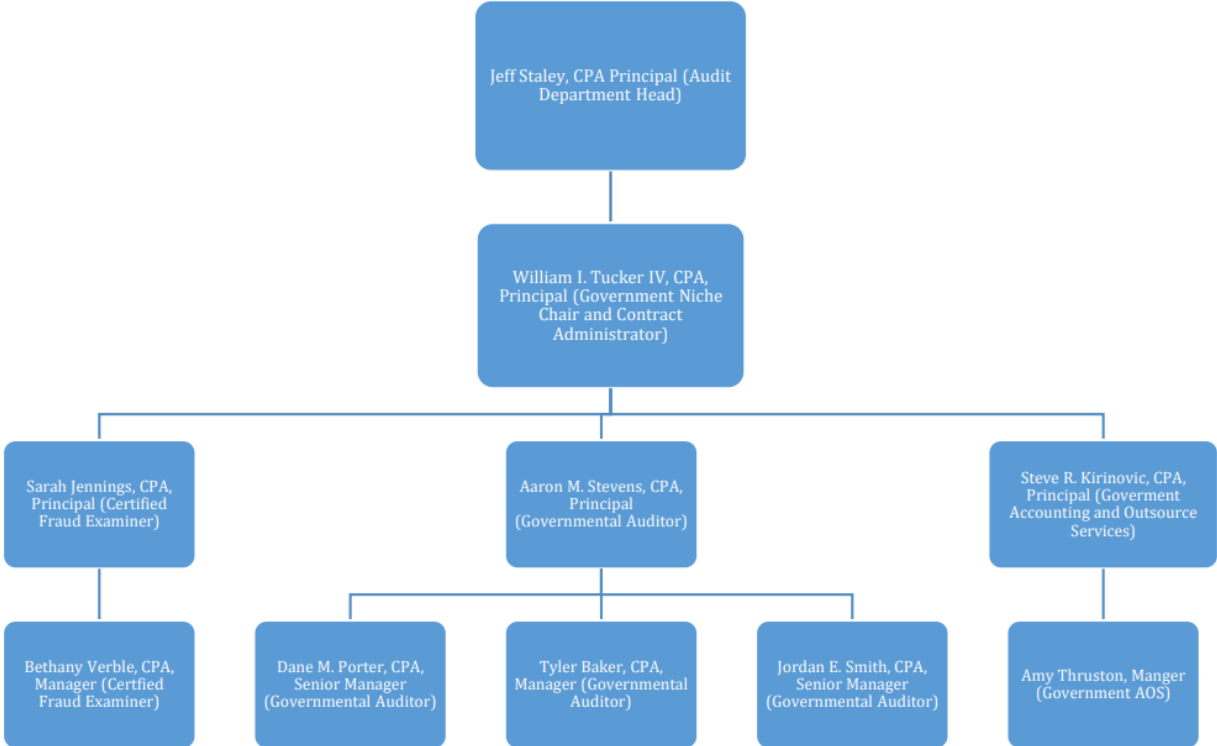 Jeff Staley, CPA Principal (Audit
Department Head)
William I. Tucker IV, CPA,
Principal (Government Niche
Chair and Contract
Administrator)
Sarah Jennings, CPA,
Principal (Certified
Fraud Examiner)
Aaron M. Stevens, CPA,
Principal
(Governmental Auditor)
Steve R. Kirinovic, CPA,
Principal (Goverment
Accounting and Outsource
Services)
Bethany Verble, CPA,
Manager (Certfied
Fraud Examiner)
Dane M. Porter, CPA,
Senior Manager
(Governmental Auditor)
Tyler Baker, CPA,
Manager (Governmental
Auditor)
Jordan E. Smith, CPA,
Senior Manager
(Governmental Auditor)
Amy Thruston, Manger
(Government AOS)